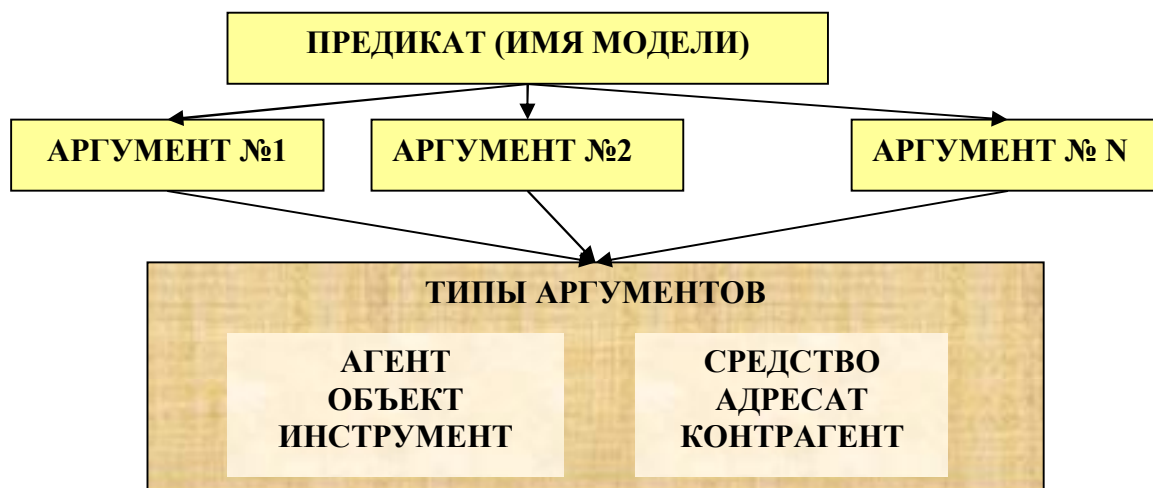 ПРЕДИКАТ (ИМЯ МОДЕЛИ)
АРГУМЕНТ №1
АРГУМЕНТ №2
АРГУМЕНТ № N
ТИПЫ АРГУМЕНТОВ
АГЕНТ
ОБЪЕКТ
ИНСТРУМЕНТ
СРЕДСТВО
АДРЕСАТ
КОНТРАГЕНТ